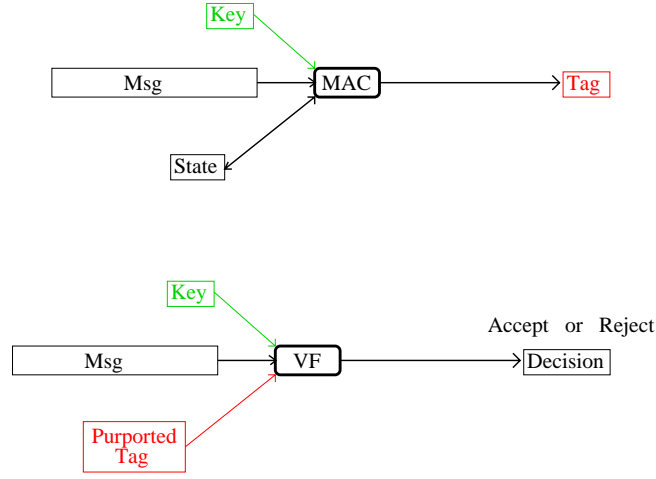 Key
Msg
MAC
Tag
State
Key
Accept or Reject
Msg
VF
Decision
Purported
Tag